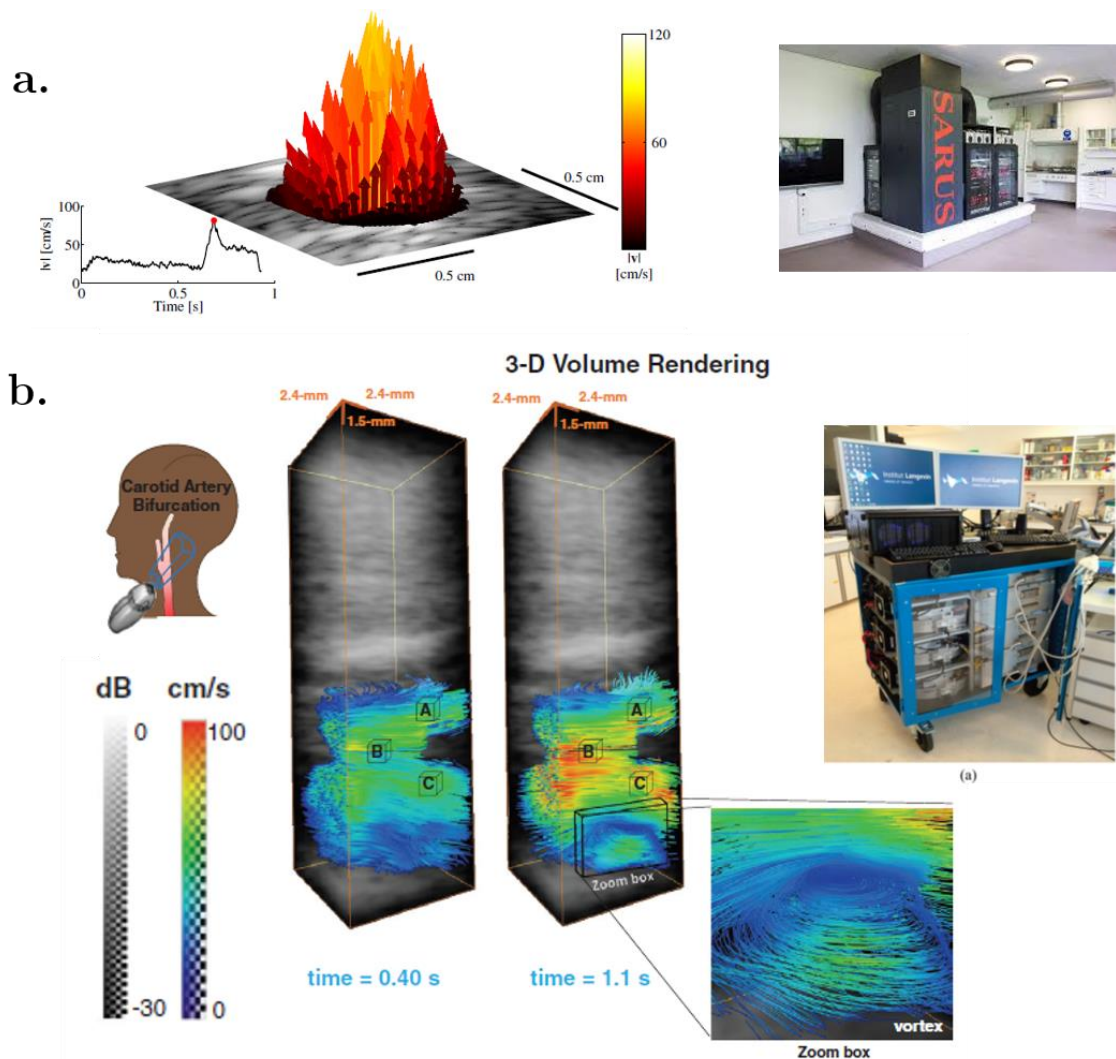 a.
120
60
|v|
[cm/s]
0.5 cm
0.5 cm
|v| [cm/s]
100
50
0
0
0.5
1
Time [s]
SARUS
b.
3-D Volume Rendering
2.4-mm
2.4-mm
1.5-mm
2.4-mm
2.4-mm
1.5-mm
Carotid Artery
Bifurcation
dB
cm/s
0
100
-30
0
A
B
C
A
B
C
Zoom box
time = 0.40 s
time = 1.1 s
vortex
Zoom box
Institut Langevin
Institut Langevin
(a)